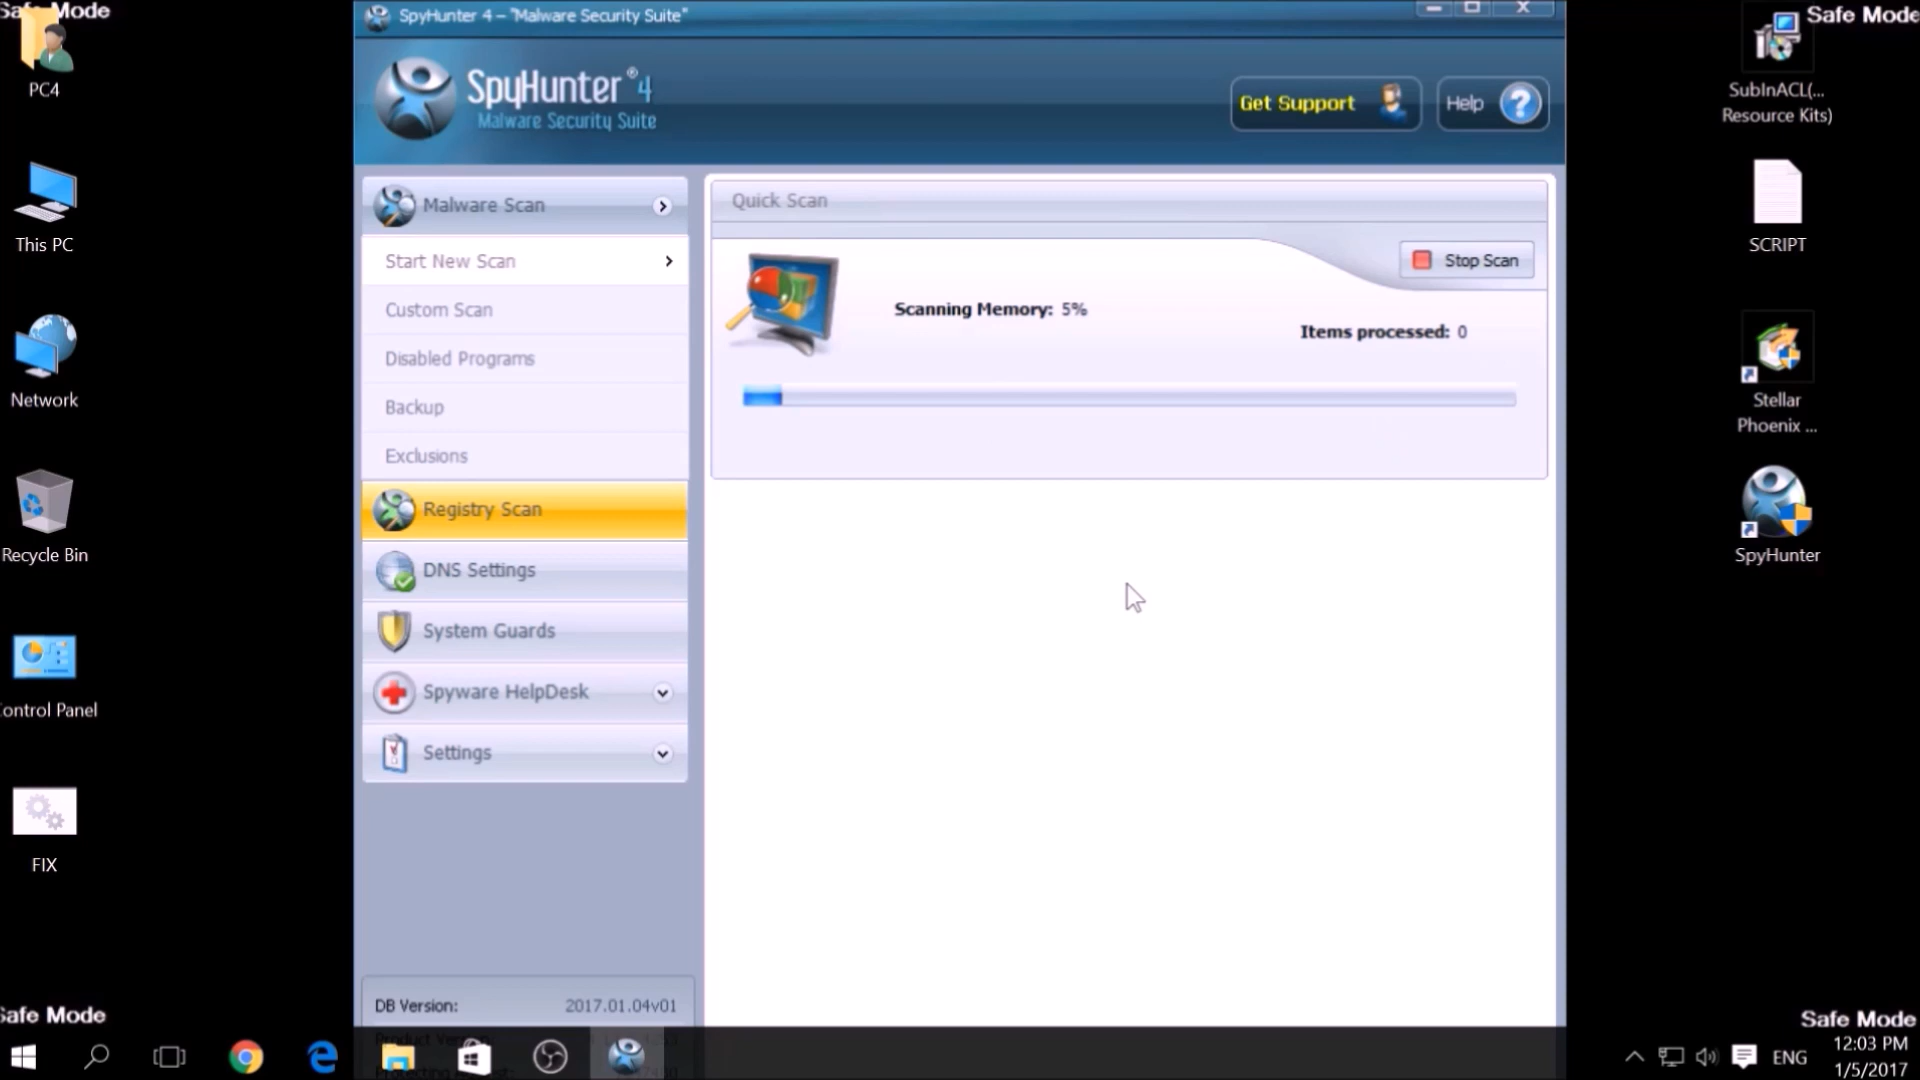 Safe Mode
Safe Mode
PC4
This PC
Network
Recycle Bin
ontrol Panel
FIX
SpyHunter 4 – "Malware Security Suite"
SpyHunter® 4
Malware Security Suite
Get Support
Help
Malware Scan
Start New Scan
Custom Scan
Disabled Programs
Backup
Exclusions
Registry Scan
DNS Settings
System Guards
Spyware HelpDesk
Settings
DB Version: 2017.01.04v01
Quick Scan
Stop Scan
Scanning Memory: 5%
Items processed: 0
SubInACL(...
Resource Kits)
SCRIPT
Stellar
Phoenix ...
SpyHunter
Safe Mode
Safe Mode
ENG
12:03 PM
1/5/2017